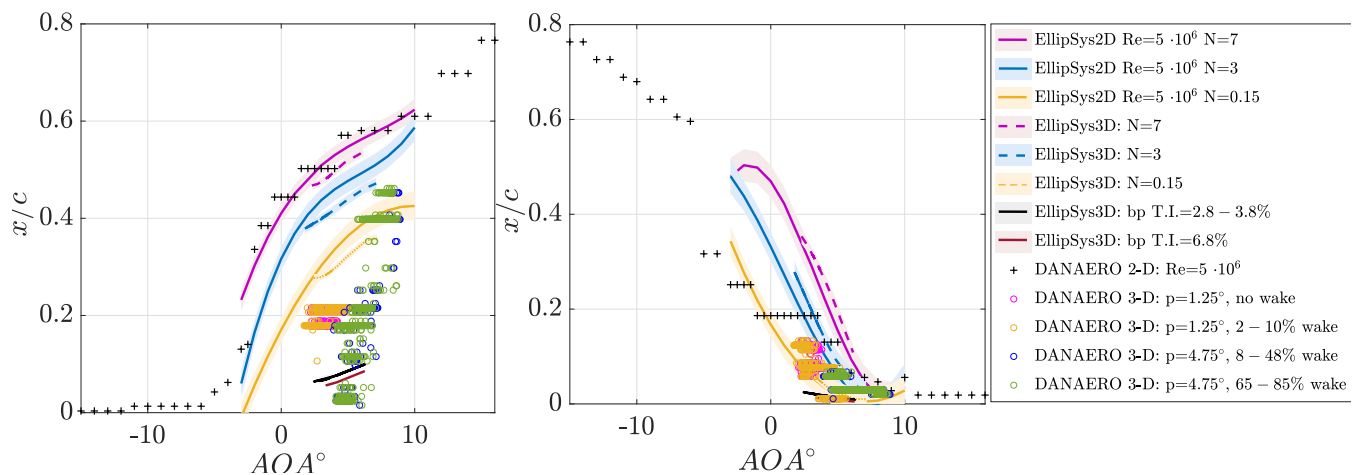 0.8
0.6
0.4
0.2
0
x/c
-10
0
10
AOA°
0.8
0.6
0.4
0.2
0
x/c
-10
0
10
AOA°
EllipSys2D Re=5 ·10⁶ N=7
EllipSys2D Re=5 ·10⁶ N=3
EllipSys2D Re=5 ·10⁶ N=0.15
EllipSys3D: N=7
EllipSys3D: N=3
EllipSys3D: N=0.15
EllipSys3D: bp T.I.=2.8 − 3.8%
EllipSys3D: bp T.I.=6.8%
DANAERO 2-D: Re=5 ·10⁶
DANAERO 3-D: p=1.25°, no wake
DANAERO 3-D: p=1.25°, 2 − 10% wake
DANAERO 3-D: p=4.75°, 8 − 48% wake
DANAERO 3-D: p=4.75°, 65 − 85% wake